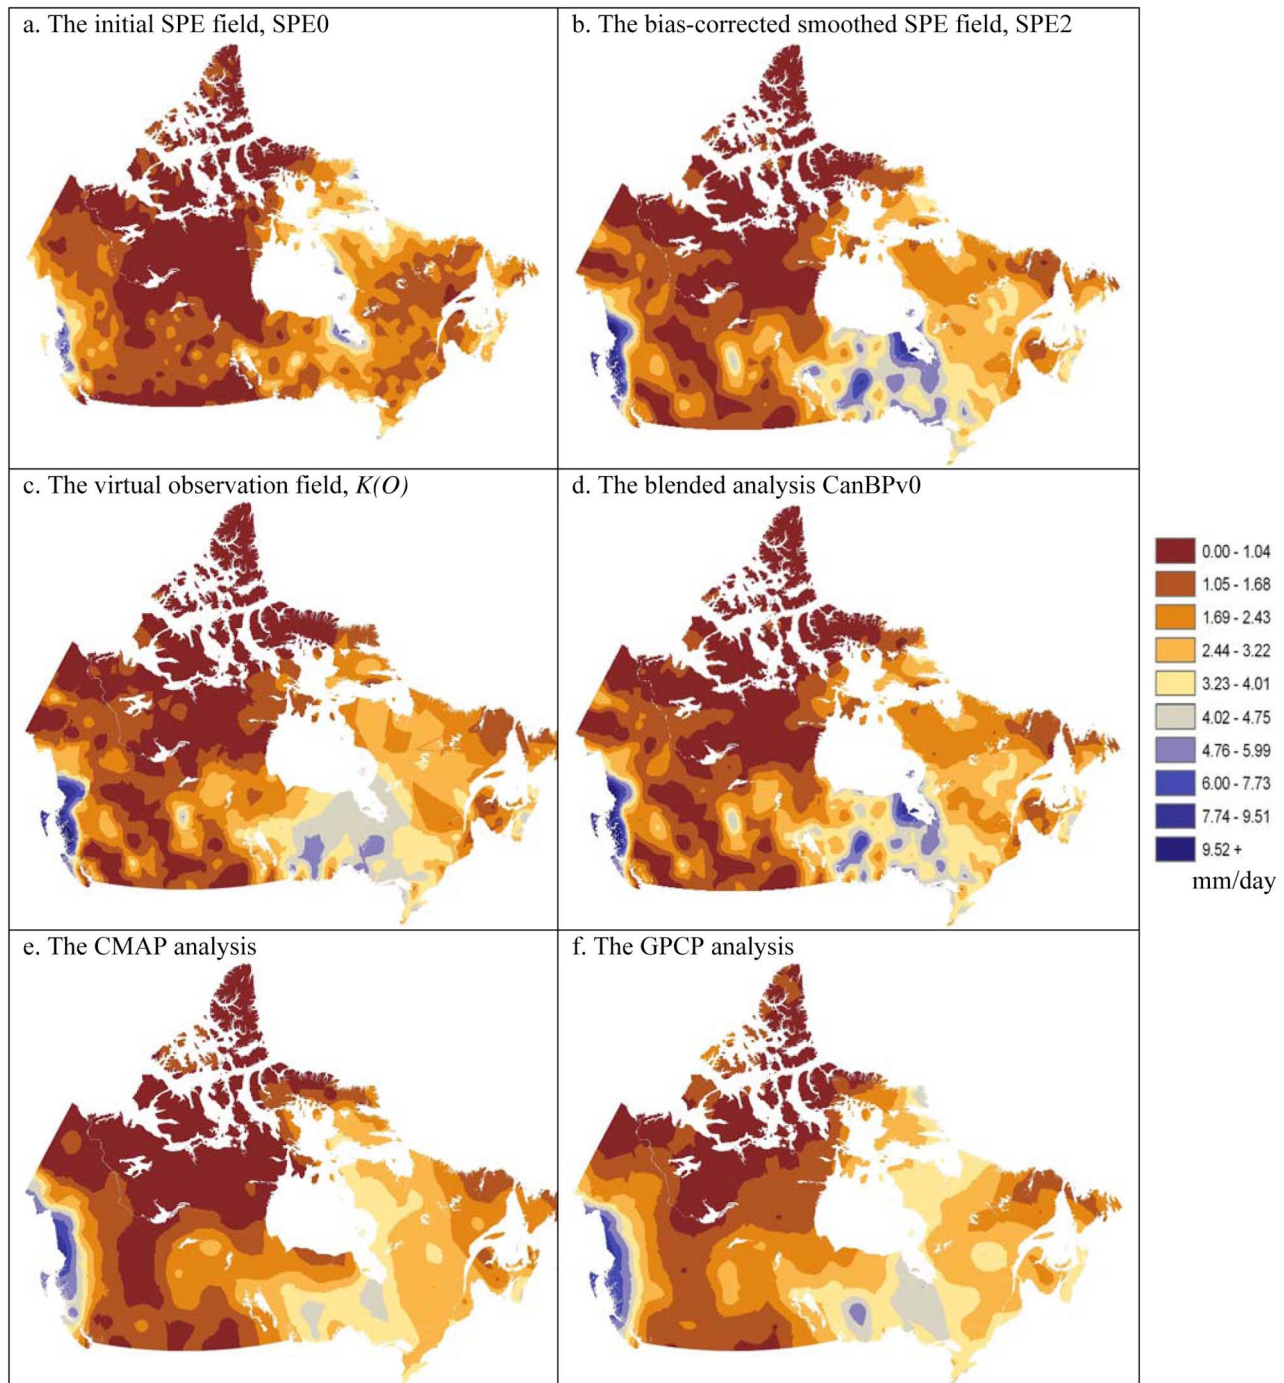 a. The initial SPE field, SPE0
b. The bias-corrected smoothed SPE field, SPE2
c. The virtual observation field, K(O)
d. The blended analysis CanBPv0
0.00 - 1.04
1.05 - 1.68
1.69 - 2.43
2.44 - 3.22
3.23 - 4.01
4.02 - 4.75
4.76 - 5.99
6.00 - 7.73
7.74 - 9.51
9.52 +
mm/day
e. The CMAP analysis
f. The GPCP analysis